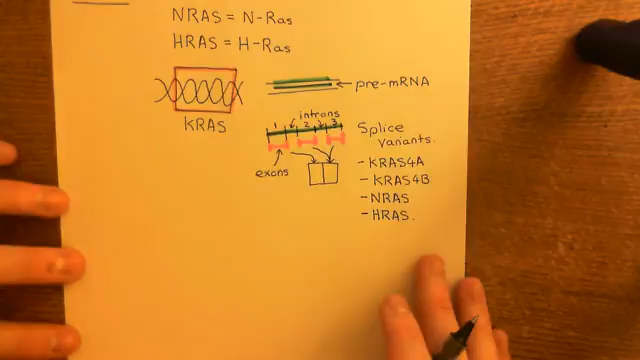 NRAS = N-Ras
HRAS = H-Ras
KRAS
pre-mRNA
introns
1 2 3
exons
Splice
variants.
- KRAS4A
- KRAS4B
- NRAS
- HRAS.